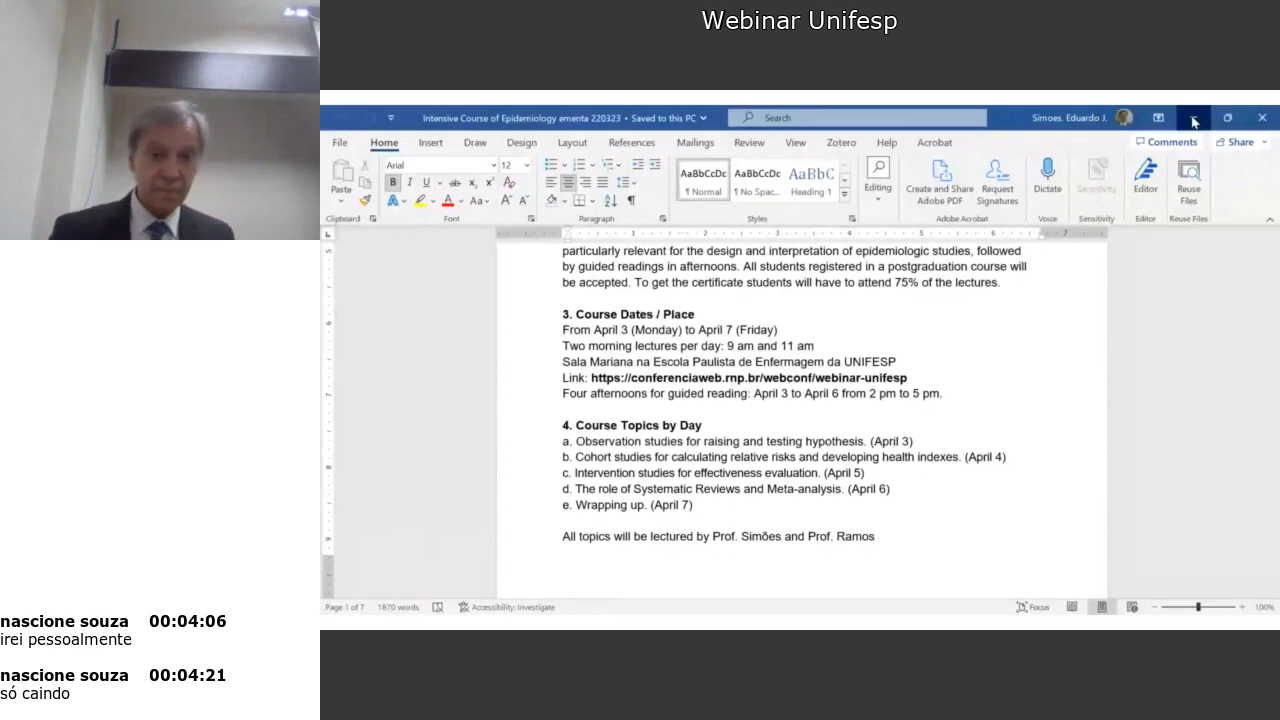 Webinar Unifesp
Intensive Course of Epidemiology ementa 220323 • Saved to this PC
Search
Simoes, Eduardo J.
File Home Insert Draw Design Layout References Mailings Review View Zotero Help Acrobat
Comments Share
Paste
Arial 12
AaBbCcDc AaBbCcDc AaBbC
¶ Normal ¶ No Spac... Heading 1
Editing
Create and Share Adobe PDF
Request Signatures
Dictate
Sensitivity
Editor
Reuse Files
Clipboard Font Paragraph Styles Adobe Acrobat Voice Sensitivity Editor Reuse Files
particularly relevant for the design and interpretation of epidemiologic studies, followed
by guided readings in afternoons. All students registered in a postgraduation course will
be accepted. To get the certificate students will have to attend 75% of the lectures.
3. Course Dates / Place
From April 3 (Monday) to April 7 (Friday)
Two morning lectures per day: 9 am and 11 am
Sala Mariana na Escola Paulista de Enfermagem da UNIFESP
Link: https://conferenciaweb.rnp.br/webconf/webinar-unifesp
Four afternoons for guided reading: April 3 to April 6 from 2 pm to 5 pm.
4. Course Topics by Day
a. Observation studies for raising and testing hypothesis. (April 3)
b. Cohort studies for calculating relative risks and developing health indexes. (April 4)
c. Intervention studies for effectiveness evaluation. (April 5)
d. The role of Systematic Reviews and Meta-analysis. (April 6)
e. Wrapping up. (April 7)
All topics will be lectured by Prof. Simões and Prof. Ramos
Page 1 of 7 1870 words Accessibility: Investigate Focus 100%
nascione souza 00:04:06
irei pessoalmente
nascione souza 00:04:21
só caindo